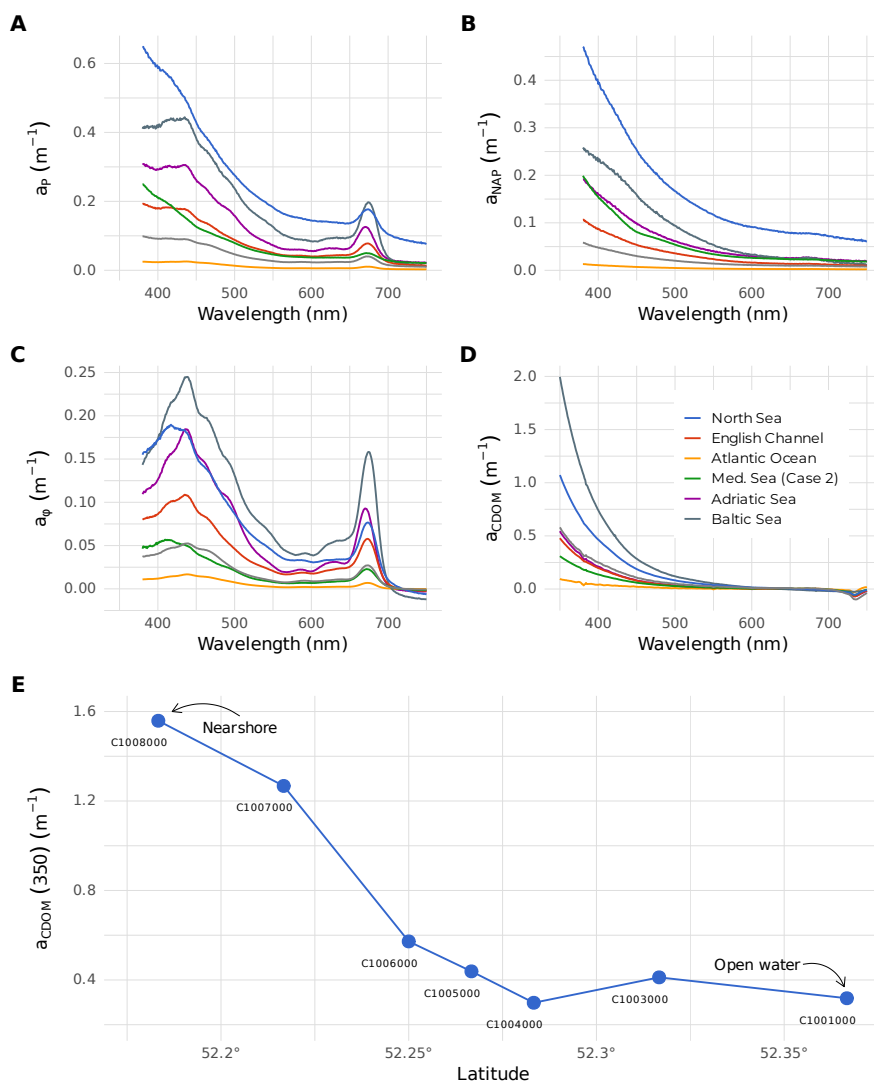 A
0.6
0.4
0.2
0.0
aP (m−1)
400 500 600 700
Wavelength (nm)
B
0.4
0.3
0.2
0.1
0.0
aNAP (m−1)
400 500 600 700
Wavelength (nm)
C
0.25
0.20
0.15
0.10
0.05
0.00
aφ (m−1)
400 500 600 700
Wavelength (nm)
D
2.0
1.5
1.0
0.5
0.0
aCDOM (m−1)
North Sea
English Channel
Atlantic Ocean
Med. Sea (Case 2)
Adriatic Sea
Baltic Sea
400 500 600 700
Wavelength (nm)
E
1.6
1.2
0.8
0.4
aCDOM (350) (m−1)
Nearshore
C1008000
C1007000
C1006000
C1005000
C1004000
C1003000
Open water
C1001000
52.2° 52.25° 52.3° 52.35°
Latitude